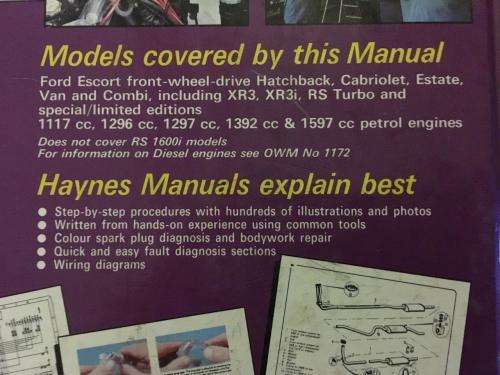 Models covered by this Manual
Ford Escort front-wheel-drive Hatchback, Cabriolet, Estate,
Van and Combi, including XR3, XR3i, RS Turbo and
special/limited editions
1117 cc, 1296 cc, 1297 cc, 1392 cc & 1597 cc petrol engines
Does not cover RS 1600i models
For information on Diesel engines see OWM No 1172
Haynes Manuals explain best
● Step-by-step procedures with hundreds of illustrations and photos
● Written from hands-on experience using common tools
● Colour spark plug diagnosis and bodywork repair
● Quick and easy fault diagnosis sections
● Wiring diagrams